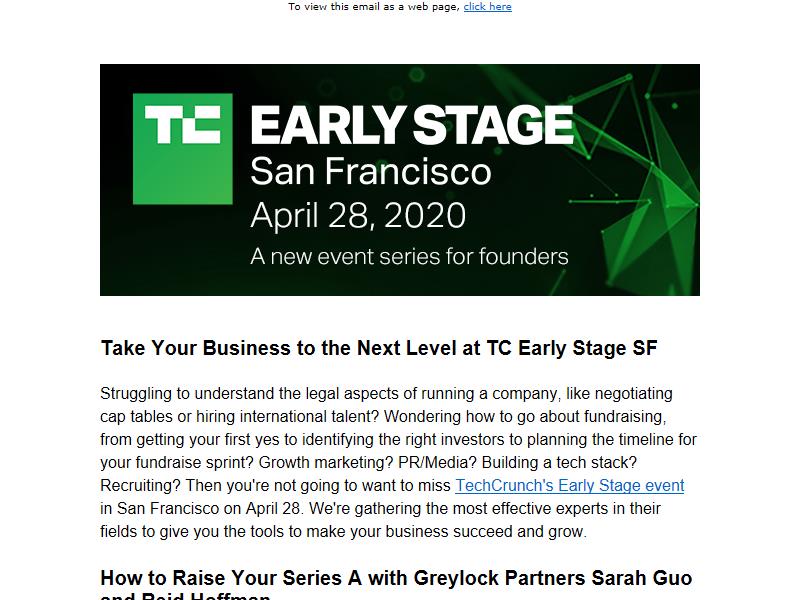 To view this email as a web page, click here
TC
EARLY STAGE
San Francisco
April 28, 2020
A new event series for founders
Take Your Business to the Next Level at TC Early Stage SF
Struggling to understand the legal aspects of running a company, like negotiating
cap tables or hiring international talent? Wondering how to go about fundraising,
from getting your first yes to identifying the right investors to planning the timeline for
your fundraise sprint? Growth marketing? PR/Media? Building a tech stack?
Recruiting? Then you're not going to want to miss TechCrunch's Early Stage event
in San Francisco on April 28. We're gathering the most effective experts in their
fields to give you the tools to make your business succeed and grow.
How to Raise Your Series A with Greylock Partners Sarah Guo
and Reid Hoffman